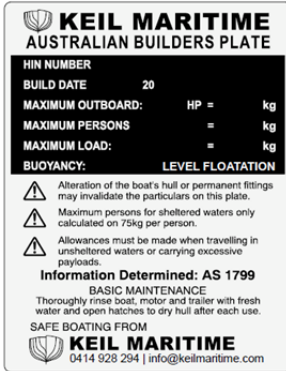 KEIL MARITIME
AUSTRALIAN BUILDERS PLATE
HIN NUMBER
BUILD DATE 20
MAXIMUM OUTBOARD: HP = kg
MAXIMUM PERSONS = kg
MAXIMUM LOAD: = kg
BUOYANCY: LEVEL FLOATATION
Alteration of the boat's hull or permanent fittings
may invalidate the particulars on this plate.
Maximum persons for sheltered waters only
calculated on 75kg per person.
Allowances must be made when travelling in
unsheltered waters or carrying excessive
payloads.
Information Determined: AS 1799
BASIC MAINTENANCE
Thoroughly rinse boat, motor and trailer with fresh
water and open hatches to dry hull after each use.
SAFE BOATING FROM
KEIL MARITIME
0414 928 294 | info@keilmaritime.com